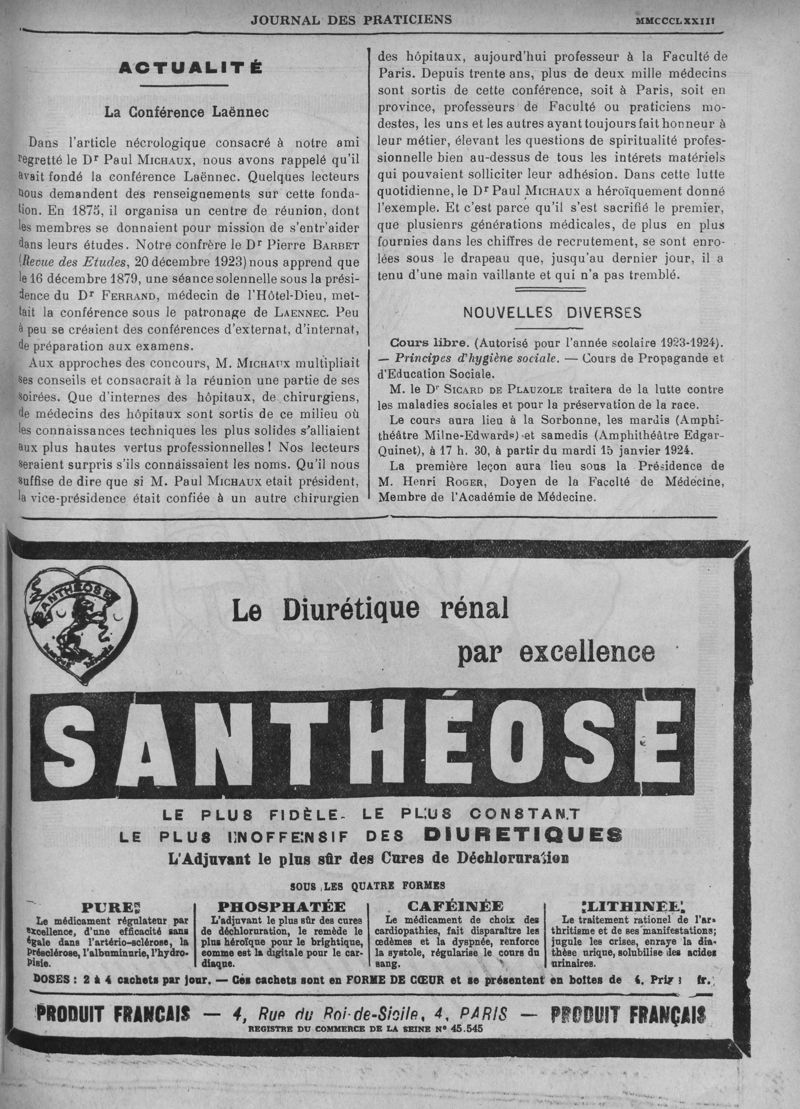 JOURNAL DES PRATICIENS
MMCCCLXXIII
ACTUALITÉ
La Conférence Laënnec
Dans l'article nécrologique consacré à notre ami
regretté le Dr Paul MICHAUX, nous avons rappelé qu'il
avait fondé la conférence Laënnec. Quelques lecteurs
nous demandent des renseignements sur cette fonda-
tion. En 1875, il organisa un centre de réunion, dont
les membres se donnaient pour mission de s'entr'aider
dans leurs études. Notre confrère le Dr Pierre BARBET
(Revue des Etudes, 20 décembre 1923) nous apprend que
le 16 décembre 1879, une séance solennelle sous la prési-
dence du Dr FERRAND, médecin de l'Hôtel-Dieu, met-
tait la conférence sous le patronage de LAENNEC. Peu
à peu se créaient des conférences d'externat, d'internat,
de préparation aux examens.
Aux approches des concours, M. MICHAUX multipliait
ses conseils et consacrait à la réunion une partie de ses
soirées. Que d'internes des hôpitaux, de chirurgiens,
de médecins des hôpitaux sont sortis de ce milieu où
les connaissances techniques les plus solides s'alliaient
aux plus hautes vertus professionnelles ! Nos lecteurs
seraient surpris s'ils connaissaient les noms. Qu'il nous
suffise de dire que si M. Paul MICHAUX etait président,
la vice-présidence était confiée à un autre chirurgien
des hôpitaux, aujourd'hui professeur à la Faculté de
Paris. Depuis trente ans, plus de deux mille médecins
sont sortis de cette conférence, soit à Paris, soit en
province, professeurs de Faculté ou praticiens mo-
destes, les uns et les autres ayant toujours fait honneur à
leur métier, élevant les questions de spiritualité profes-
sionnelle bien au-dessus de tous les intérets matériels
qui pouvaient solliciter leur adhésion. Dans cette lutte
quotidienne, le Dr Paul MICHAUX a héroïquement donné
l'exemple. Et c'est parce qu'il s'est sacrifié le premier,
que plusienrs générations médicales, de plus en plus
fournies dans les chiffres de recrutement, se sont enro-
lées sous le drapeau que, jusqu'au dernier jour, il a
tenu d'une main vaillante et qui n'a pas tremblé.
NOUVELLES DIVERSES
Cours libre. (Autorisé pour l'année scolaire 1923-1924).
— Principes d'hygiène sociale. — Cours de Propagande et
d'Education Sociale.
M. le Dr SICARD DE PLAUZOLE traitera de la lutte contre
les maladies sociales et pour la préservation de la race.
Le cours aura lieu à la Sorbonne, les mardis (Amphi-
théâtre Milne-Edwards) et samedis (Amphithéâtre Edgar-
Quinet), à 17 h. 30, à partir du mardi 15 janvier 1924.
La première leçon aura lieu sous la Présidence de
M. Henri ROGER, Doyen de la Facolté de Médecine,
Membre de l'Académie de Médecine.
SANTHÉOSE
Le Diurétique rénal
par excellence
SANTHÉOSE
LE PLUS FIDÈLE - LE PLUS CONSTANT
LE PLUS INOFFENSIF DES DIURETIQUES
L'Adjuvant le plus sûr des Cures de Déchloruration
SOUS LES QUATRE FORMES
PURE
Le médicament régulateur par
excellence, d'une efficacité sans
égale dans l'artério-sclérose, la
présclérose, l'albuminurie, l'hydro-
pisie.
PHOSPHATÉE
L'adjuvant le plus sûr des cures
de déchloruration, le remède le
plus héroïque pour le brightique,
comme est la digitale pour le car-
diaque.
CAFÉINÉE
Le médicament de choix des
cardiopathies, fait disparaître les
œdèmes et la dyspnée, renforce
la systole, régularise le cours du
sang.
LITHINÉE
Le traitement rationel de l'ar-
thritisme et de ses manifestations;
jugule les crises, enraye la dia-
thèse urique, solubilise les acides
urinaires.
DOSES : 2 à 4 cachets par jour. — Ces cachets sont en FORME DE CŒUR et se présentent en boites de 4. Prix : fr.
PRODUIT FRANCAIS — 4, Rue du Roi-de-Sicile, 4, PARIS — PRODUIT FRANÇAIS
REGISTRE DU COMMERCE DE LA SEINE No 45.545